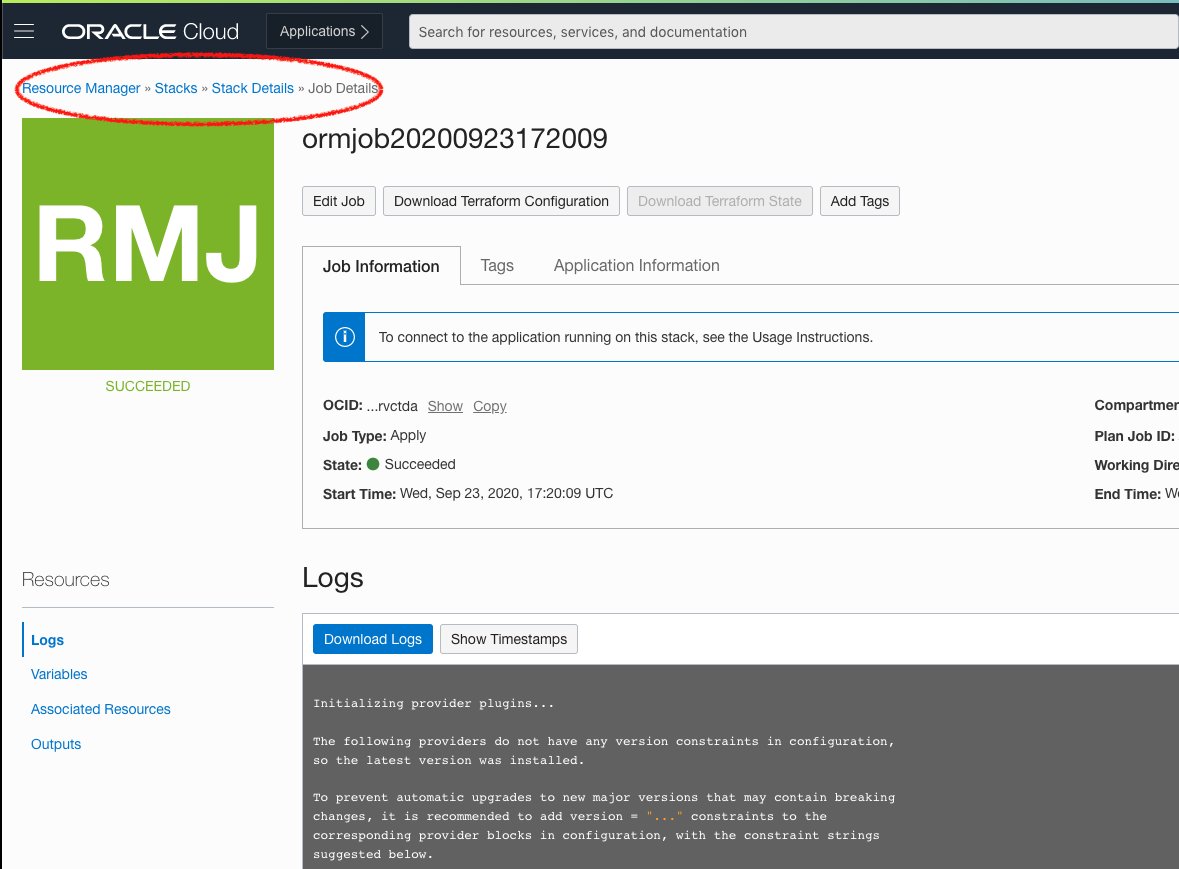 ORACLE Cloud
Applications
Search for resources, services, and documentation
Resource Manager » Stacks » Stack Details » Job Details
RMJ
SUCCEEDED
ormjob20200923172009
Edit Job
Download Terraform Configuration
Download Terraform State
Add Tags
Job Information
Tags
Application Information
To connect to the application running on this stack, see the Usage Instructions.
OCID: ...rvctda Show Copy
Job Type: Apply
State: Succeeded
Start Time: Wed, Sep 23, 2020, 17:20:09 UTC
Compartmen
Plan Job ID:
Working Dire
End Time: We
Resources
Logs
Variables
Associated Resources
Outputs
Logs
Download Logs
Show Timestamps
Initializing provider plugins...
The following providers do not have any version constraints in configuration,
so the latest version was installed.
To prevent automatic upgrades to new major versions that may contain breaking
changes, it is recommended to add version = "..." constraints to the
corresponding provider blocks in configuration, with the constraint strings
suggested below.